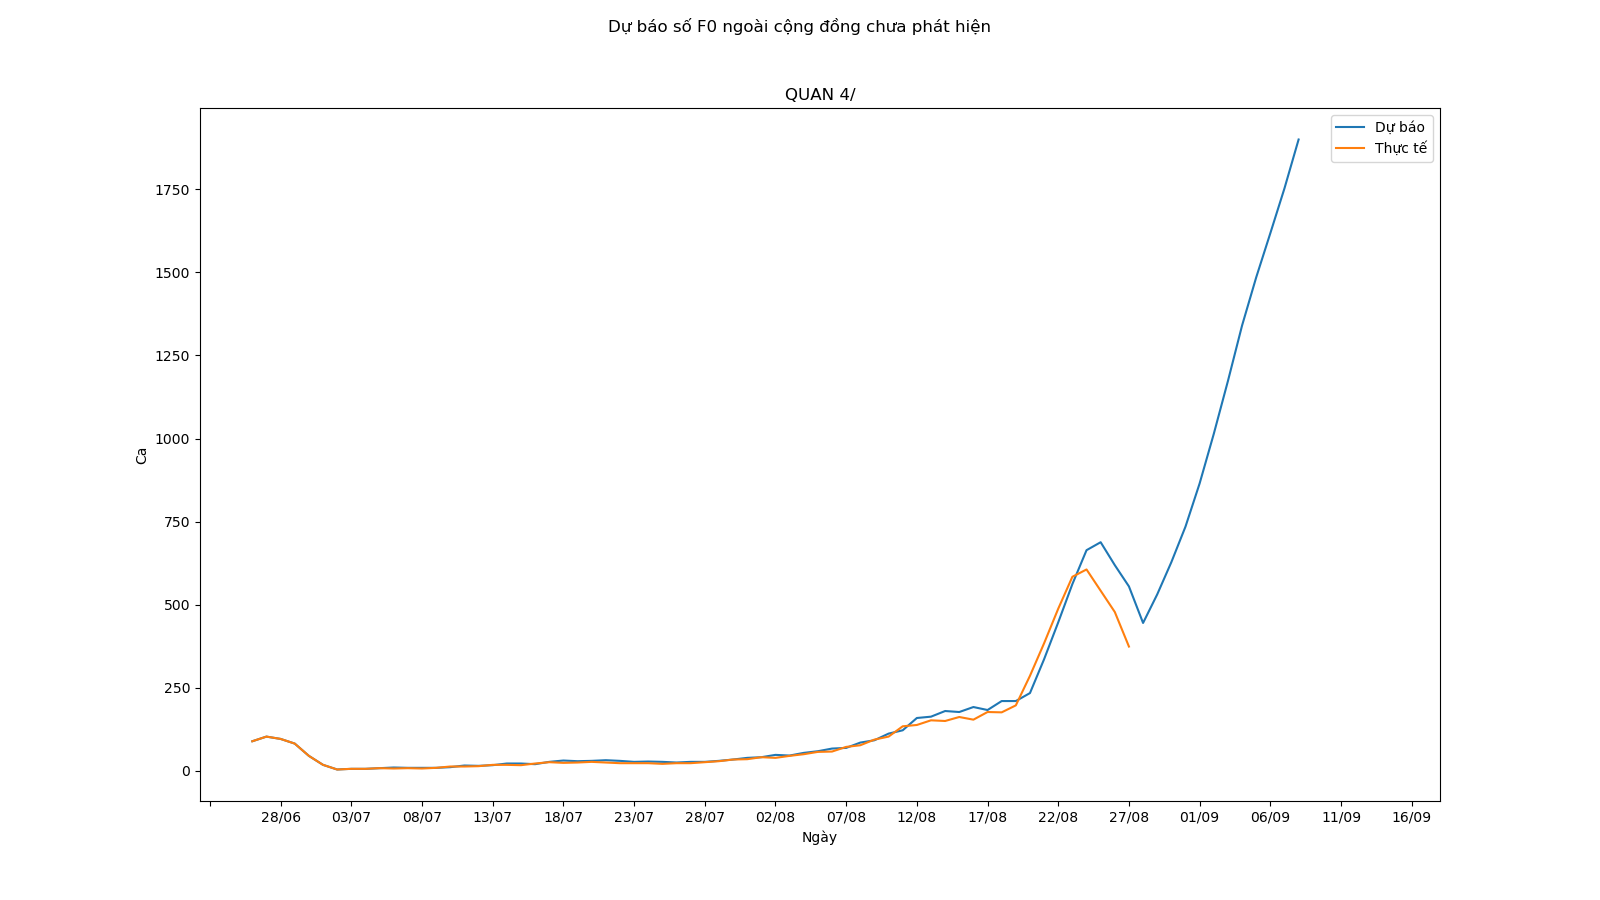 Dự báo số F0 ngoài cộng đồng chưa phát hiện
QUAN 4/
Dự báo
Thực tế
1750
1500
1250
1000
750
500
250
0
Ca
28/06 03/07 08/07 13/07 18/07 23/07 28/07 02/08 07/08 12/08 17/08 22/08 27/08 01/09 06/09 11/09 16/09
Ngày